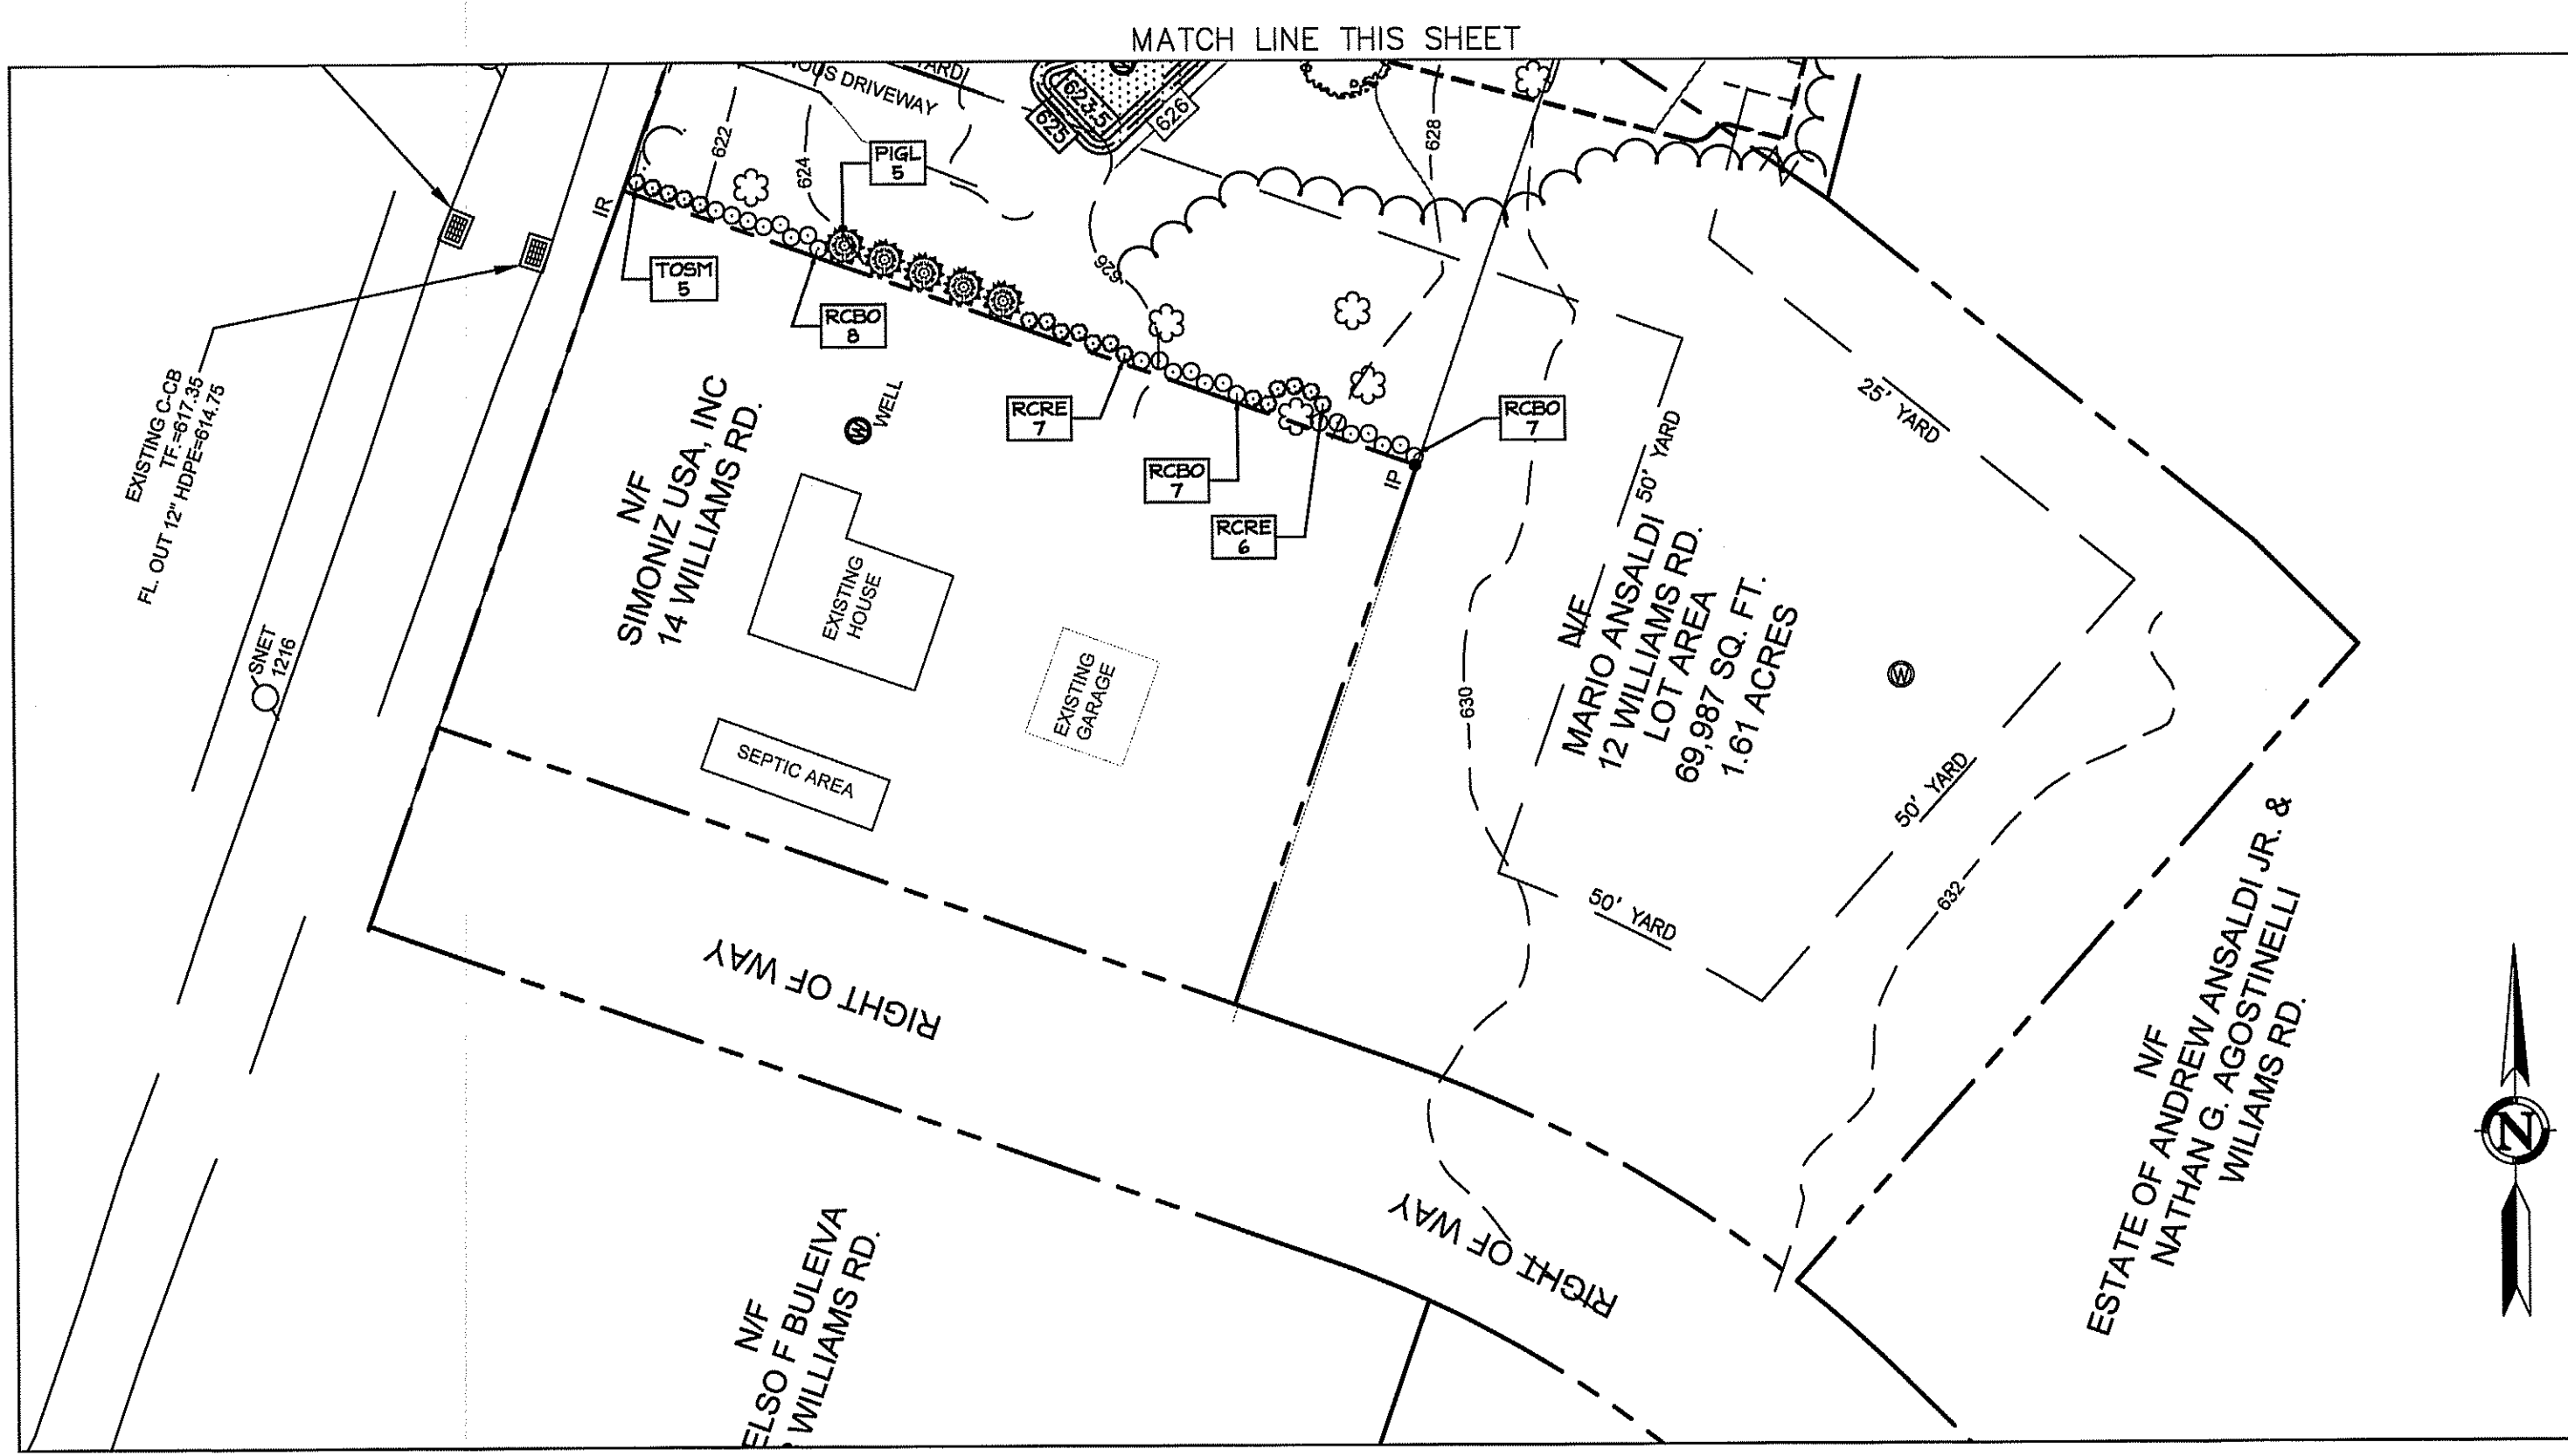 MATCH LINE THIS SHEET
IOUS DRIVEWAY
YARD
622
624
PIGL
5
623.5
625
626
628
626
IR
TOSM
5
RCBO
8
RCRE
7
RCBO
7
RCRE
6
RCBO
7
IP
EXISTING C-CB
TF.=617.35
FL. OUT 12" HDPE=614.75
SNET
1216
N/F
SIMONIZ USA, INC
14 WILLIAMS RD.
W
WELL
EXISTING
HOUSE
EXISTING
GARAGE
SEPTIC AREA
50' YARD
25' YARD
N/F
MARIO ANSALDI
12 WILLIAMS RD.
LOT AREA
69,987 SQ. FT.
1.61 ACRES
W
630
50' YARD
50' YARD
632
RIGHT OF WAY
RIGHT OF WAY
N/F
ELSO F BULEIVA
WILLIAMS RD.
N/F
ESTATE OF ANDREW ANSALDI JR. &
NATHAN G. AGOSTINELLI
WILIAMS RD.
N